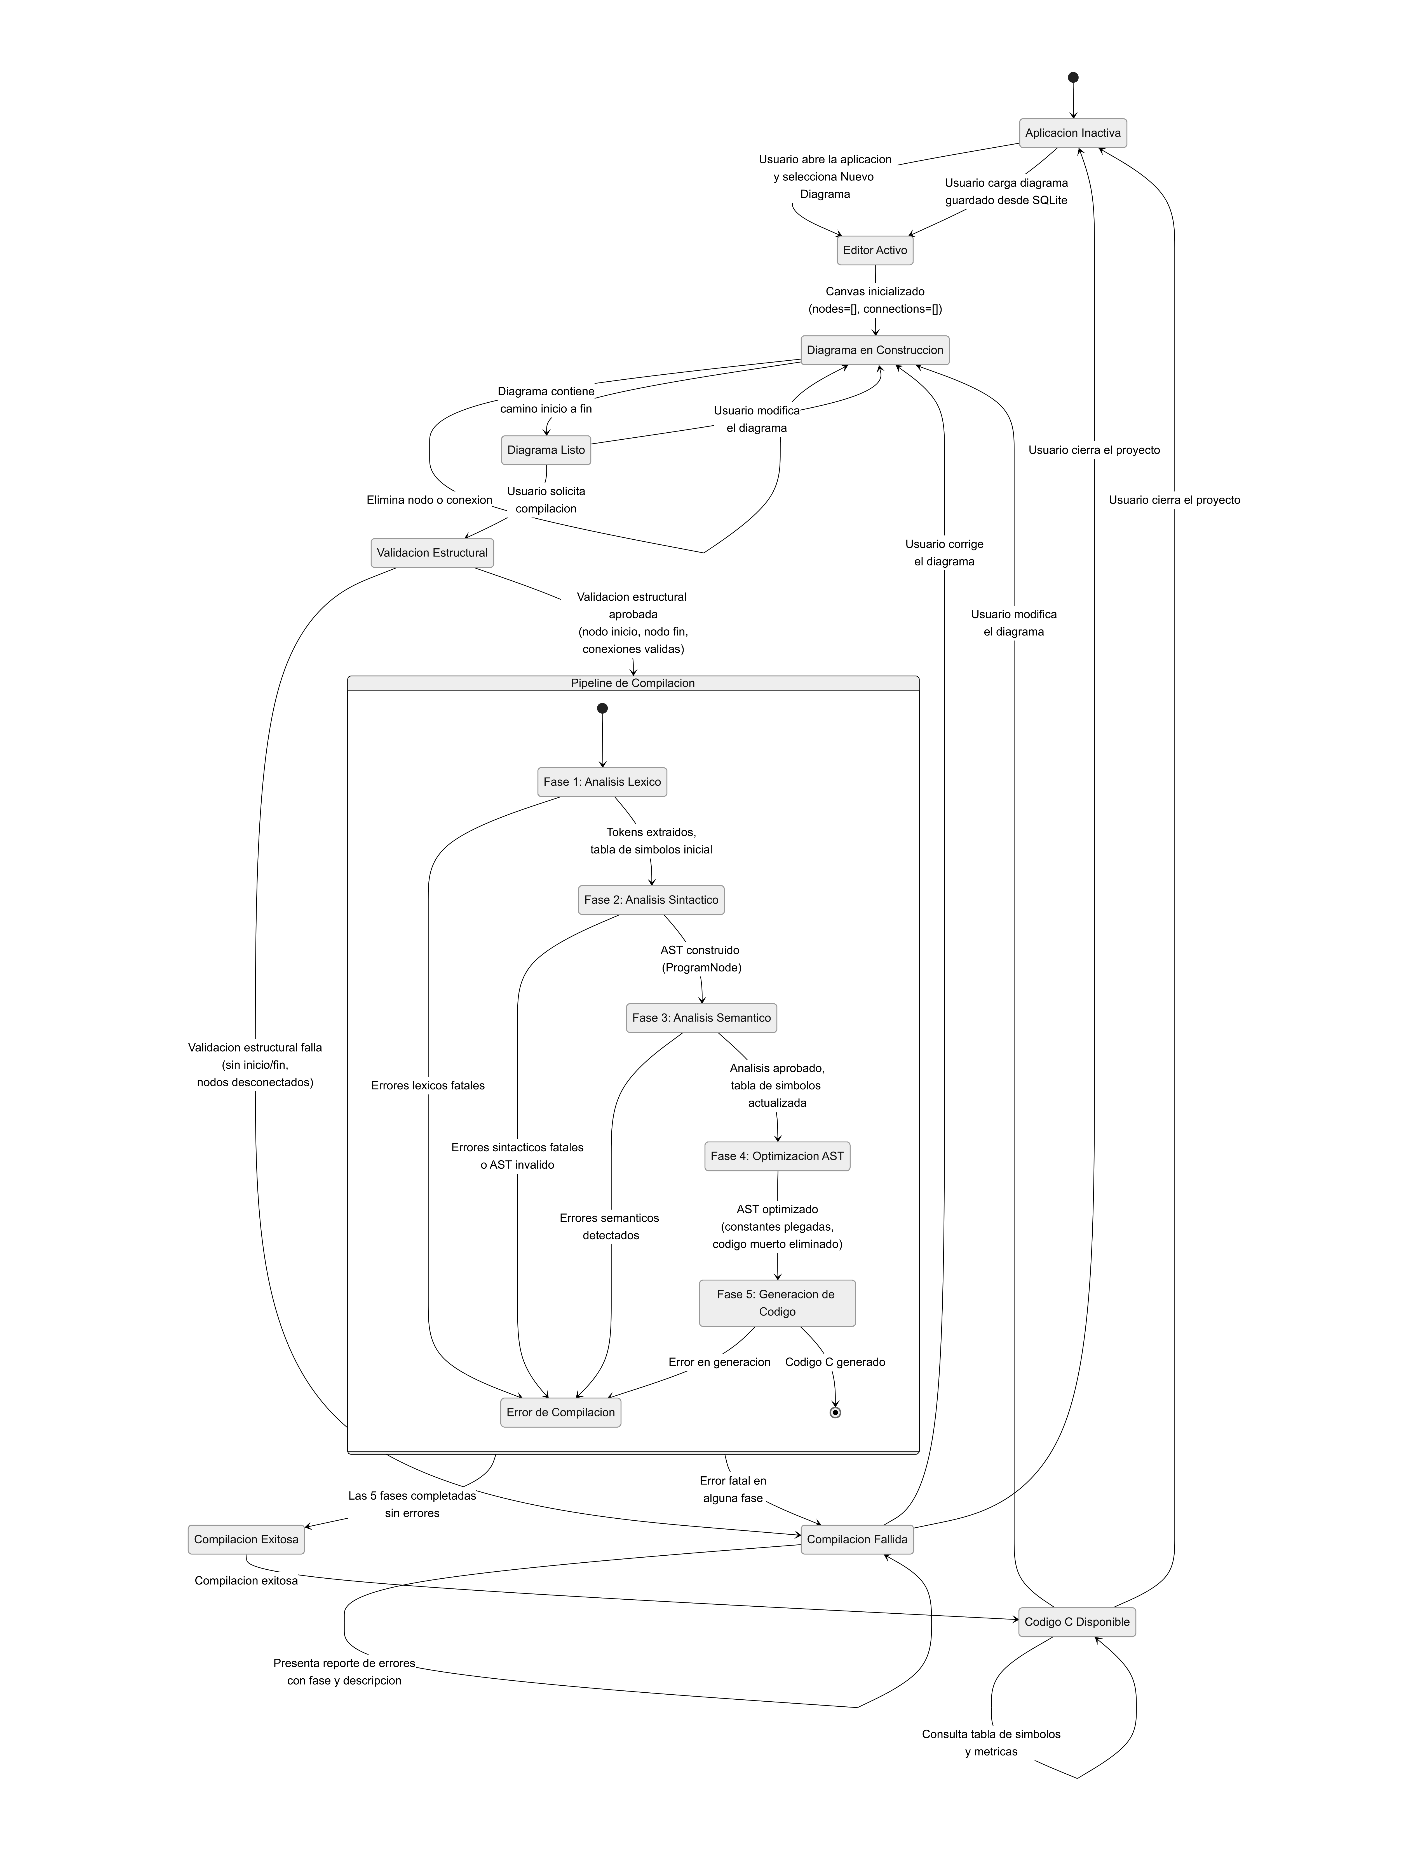 Aplicacion Inactiva
Usuario abre la aplicacion
y selecciona Nuevo
Diagrama
Usuario carga diagrama
guardado desde SQLite
Editor Activo
Canvas inicializado
(nodes=[], connections=[])
Diagrama en Construccion
Diagrama contiene
camino inicio a fin
Usuario modifica
el diagrama
Diagrama Listo
Usuario cierra el proyecto
Elimina nodo o conexion
Usuario solicita
compilacion
Usuario cierra el proyecto
Validacion Estructural
Usuario corrige
el diagrama
Validacion estructural
aprobada
(nodo inicio, nodo fin,
conexiones validas)
Usuario modifica
el diagrama
Pipeline de Compilacion
Fase 1: Analisis Lexico
Tokens extraidos,
tabla de simbolos inicial
Fase 2: Analisis Sintactico
AST construido
(ProgramNode)
Fase 3: Analisis Semantico
Validacion estructural falla
(sin inicio/fin,
nodos desconectados)
Errores lexicos fatales
Analisis aprobado,
tabla de simbolos
actualizada
Errores sintacticos fatales
o AST invalido
Fase 4: Optimizacion AST
Errores semanticos
detectados
AST optimizado
(constantes plegadas,
codigo muerto eliminado)
Fase 5: Generacion de
Codigo
Error en generacion
Codigo C generado
Error de Compilacion
Las 5 fases completadas
sin errores
Error fatal en
alguna fase
Compilacion Exitosa
Compilacion Fallida
Compilacion exitosa
Codigo C Disponible
Presenta reporte de errores
con fase y descripcion
Consulta tabla de simbolos
y metricas